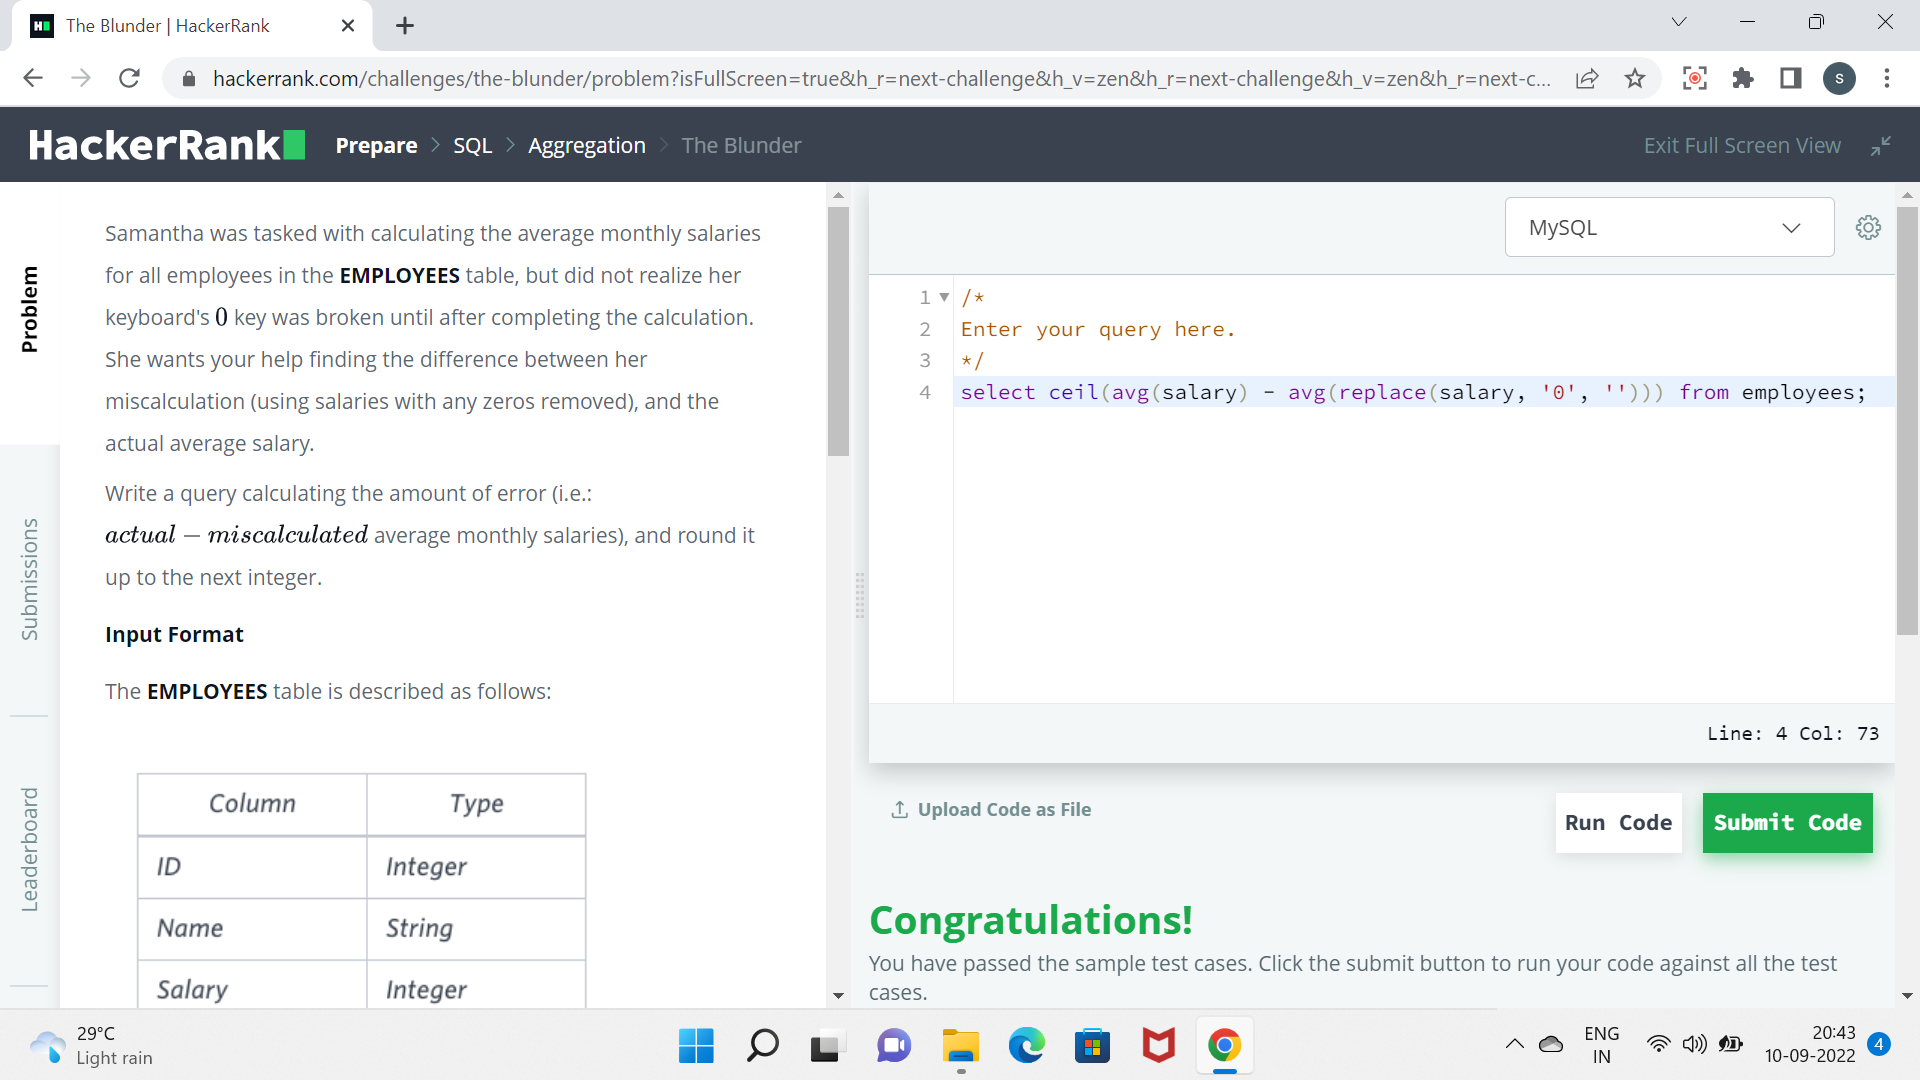 The Blunder | HackerRank
hackerrank.com/challenges/the-blunder/problem?isFullScreen=true&h_r=next-challenge&h_v=zen&h_r=next-challenge&h_v=zen&h_r=next-c...
S
HackerRank
Prepare > SQL > Aggregation > The Blunder
Exit Full Screen View
Problem
Submissions
Leaderboard
Samantha was tasked with calculating the average monthly salaries
for all employees in the EMPLOYEES table, but did not realize her
keyboard's 0 key was broken until after completing the calculation.
She wants your help finding the difference between her
miscalculation (using salaries with any zeros removed), and the
actual average salary.
Write a query calculating the amount of error (i.e.:
actual − miscalculated average monthly salaries), and round it
up to the next integer.
Input Format
The EMPLOYEES table is described as follows:
Column Type
ID Integer
Name String
Salary Integer
MySQL
1 /*
2 Enter your query here.
3 */
4 select ceil(avg(salary) - avg(replace(salary, '0', ''))) from employees;
Line: 4 Col: 73
Upload Code as File
Run Code
Submit Code
Congratulations!
You have passed the sample test cases. Click the submit button to run your code against all the test
cases.
29°C
Light rain
ENG
IN
20:43
10-09-2022
4